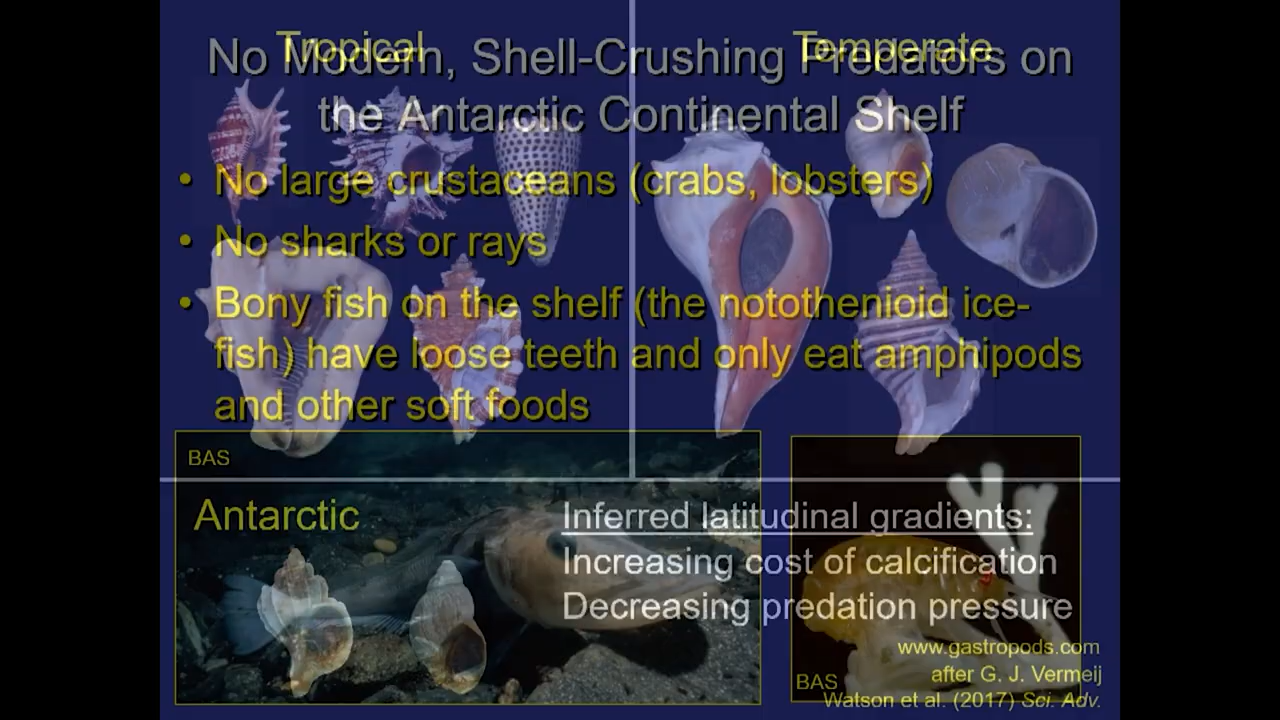 Tropical
Temperate
No Modern, Shell-Crushing Predators on
the Antarctic Continental Shelf
• No large crustaceans (crabs, lobsters)
• No sharks or rays
• Bony fish on the shelf (the notothenioid ice-
fish) have loose teeth and only eat amphipods
and other soft foods
BAS
Antarctic
Inferred latitudinal gradients:
Increasing cost of calcification
Decreasing predation pressure
www.gastropods.com
after G. J. Vermeij
BAS
Watson et al. (2017) Sci. Adv.